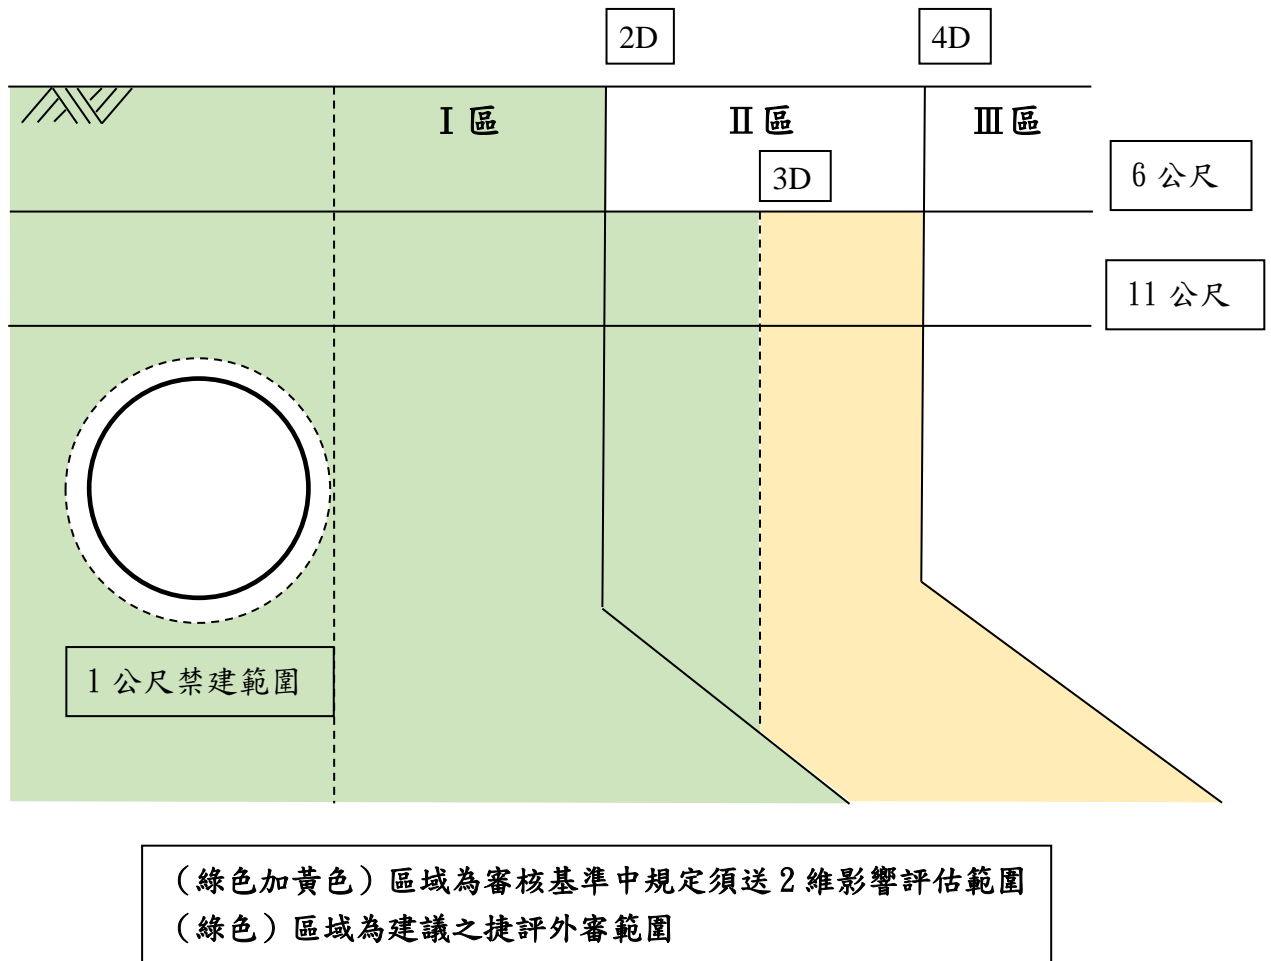 2D
4D
Ⅰ區
Ⅱ區
Ⅲ區
3D
6 公尺
11 公尺
1 公尺禁建範圍
（綠色加黃色）區域為審核基準中規定須送 2 維影響評估範圍
（綠色）區域為建議之捷評外審範圍